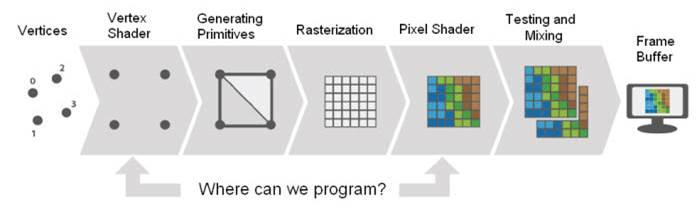 Vertices
Vertex
Shader
Generating
Primitives
Rasterization
Pixel Shader
Testing and
Mixing
Frame
Buffer
0
2
3
1
Where can we program?